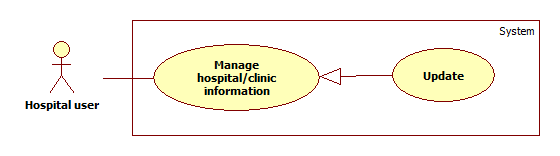 System
Manage
hospital/clinic
information
Update
Hospital user